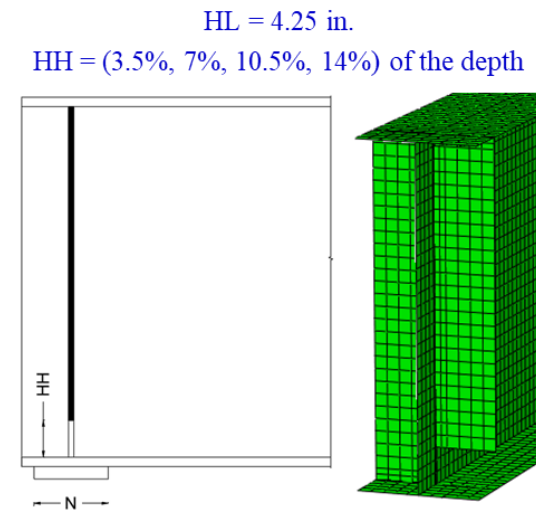 HL = 4.25 in.
HH = (3.5%, 7%, 10.5%, 14%) of the depth
HH
N